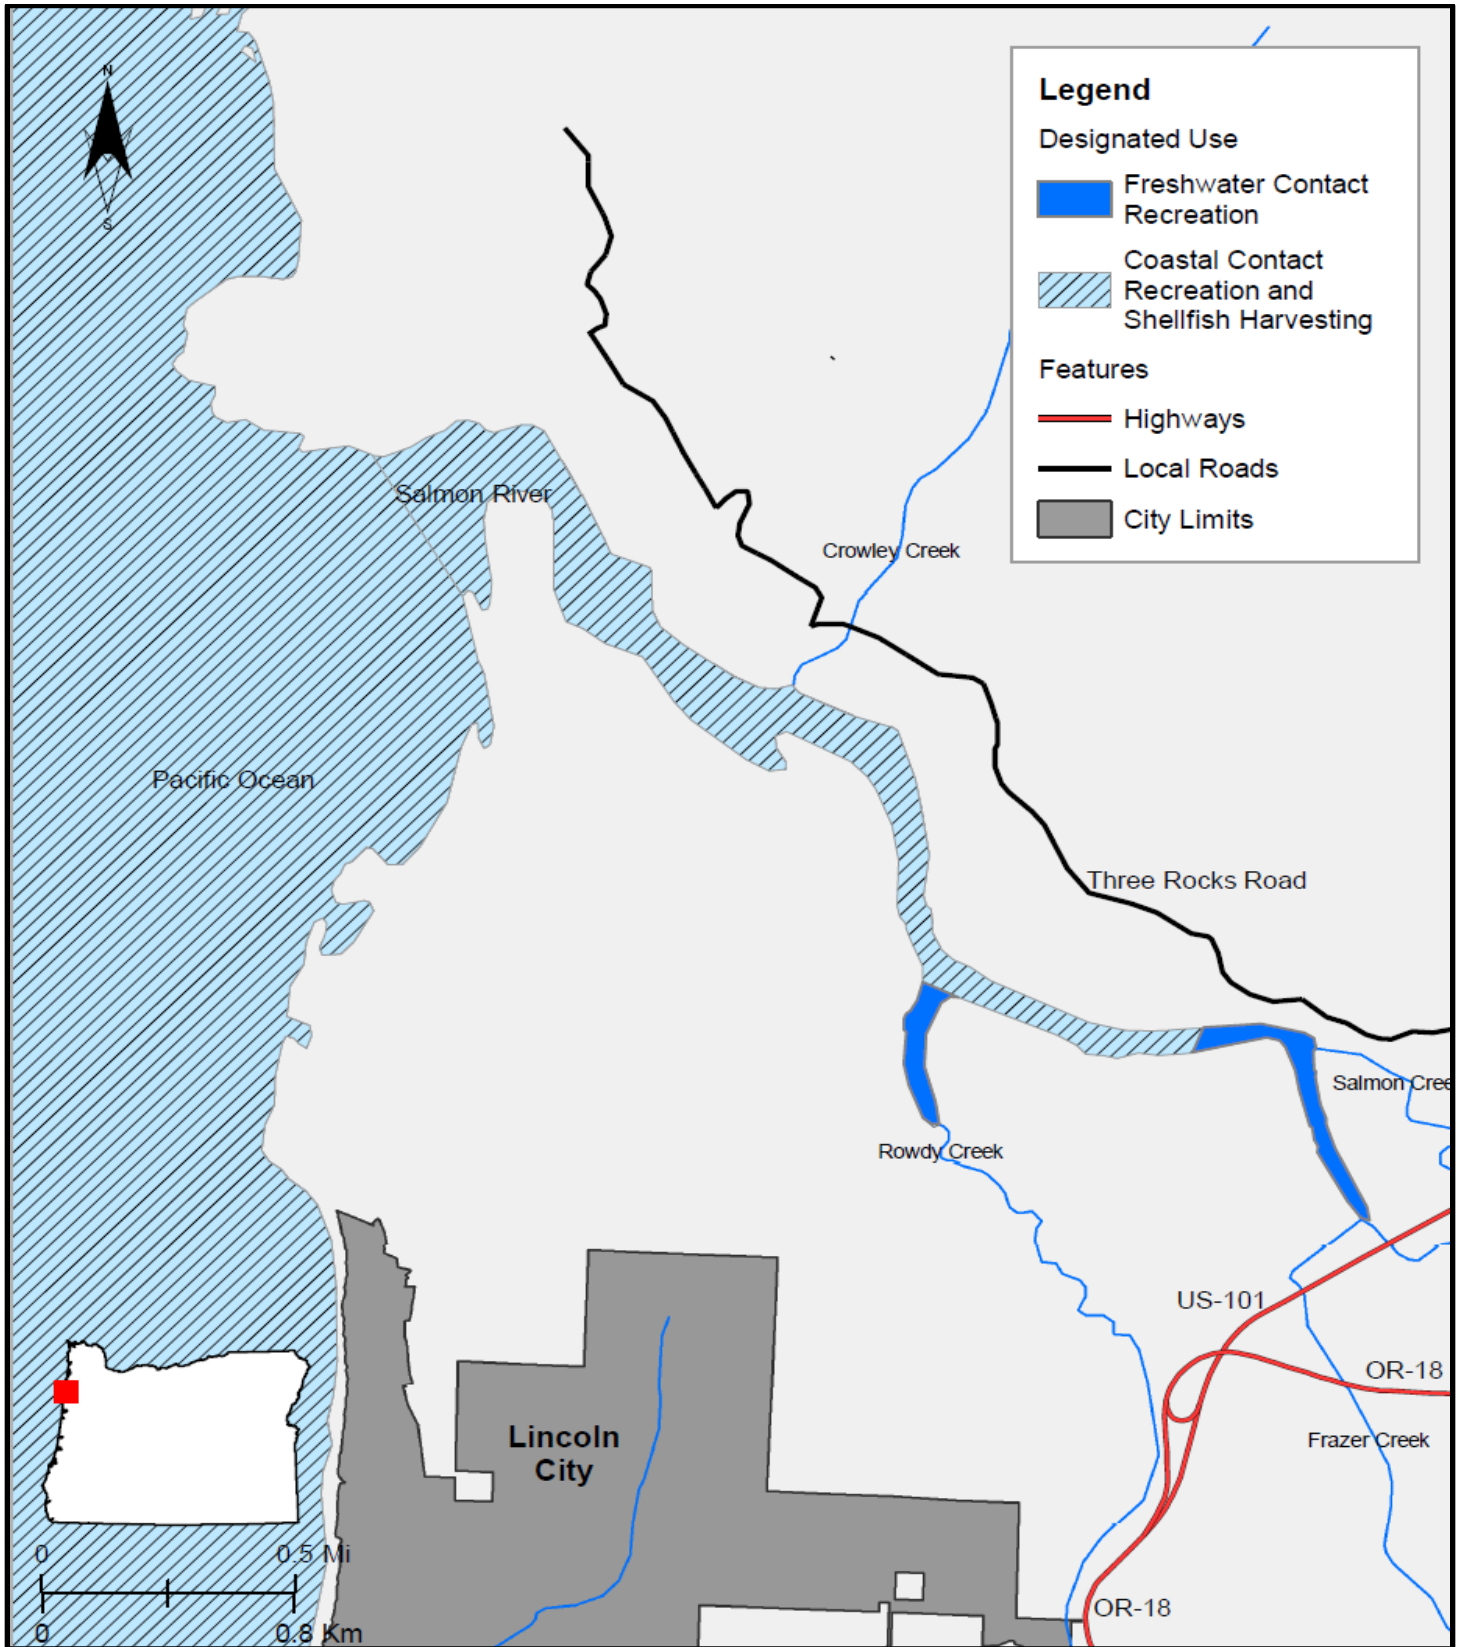 N
S
Legend
Designated Use
Freshwater Contact
Recreation
Coastal Contact
Recreation and
Shellfish Harvesting
Features
Highways
Local Roads
City Limits
Salmon River
Crowley Creek
Pacific Ocean
Three Rocks Road
Salmon Cree
Rowdy Creek
US-101
OR-18
Lincoln
City
Frazer Creek
0 0.5 Mi
0 0.8 Km
OR-18